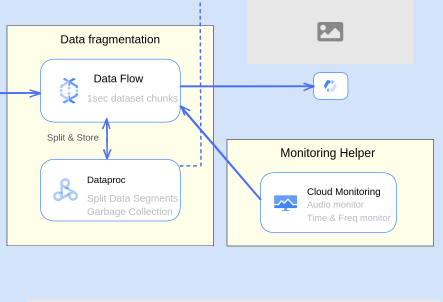 Data fragmentation
Data Flow
1sec dataset chunks
Split & Store
Dataproc
Split Data Segments
Garbage Collection
Monitoring Helper
Cloud Monitoring
Audio monitor
Time & Freq monitor